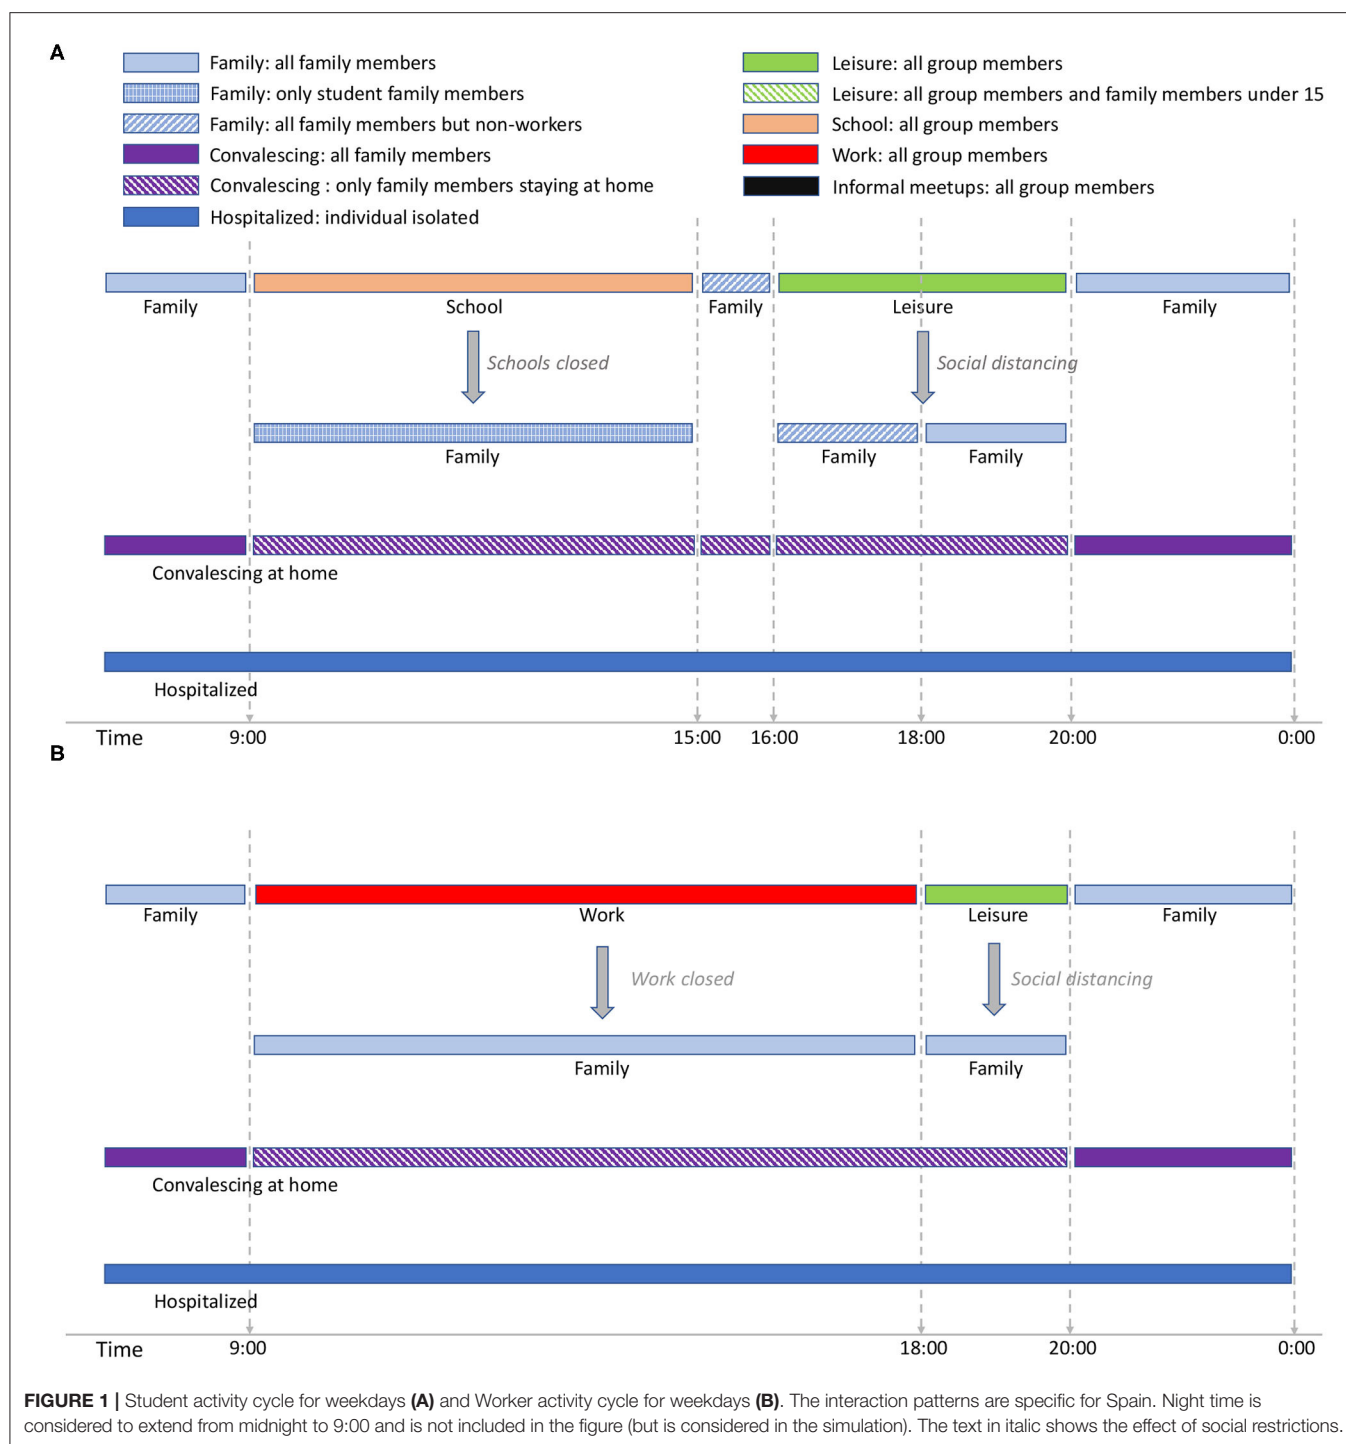 A
Family: all family members
Family: only student family members
Family: all family members but non-workers
Convalescing: all family members
Convalescing : only family members staying at home
Hospitalized: individual isolated
Leisure: all group members
Leisure: all group members and family members under 15
School: all group members
Work: all group members
Informal meetups: all group members
Family School Family Leisure Family
Schools closed Social distancing
Family Family Family
Convalescing at home
Hospitalized
Time 9:00 15:00 16:00 18:00 20:00 0:00
B
Family Work Leisure Family
Work closed Social distancing
Family Family
Convalescing at home
Hospitalized
Time 9:00 18:00 20:00 0:00
FIGURE 1 | Student activity cycle for weekdays (A) and Worker activity cycle for weekdays (B). The interaction patterns are specific for Spain. Night time is
considered to extend from midnight to 9:00 and is not included in the figure (but is considered in the simulation). The text in italic shows the effect of social restrictions.